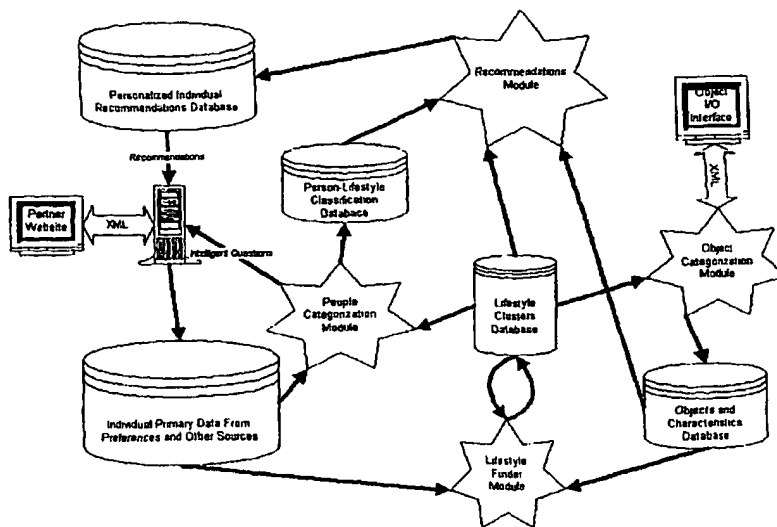 Personalized Individual
Recommendations Database
Recommendations
Module
Object
I/O
Interface
Recommendations
XML
Person-Lifestyle
Classification
Database
Partner
Website
XML
Intelligent Questions
Object
Categorization
Module
People
Categorization
Module
Lifestyle
Clusters
Database
Individual Primary Data From
Preferences and Other Sources
Objects and
Characteristics
Database
Lifestyle
Finder
Module